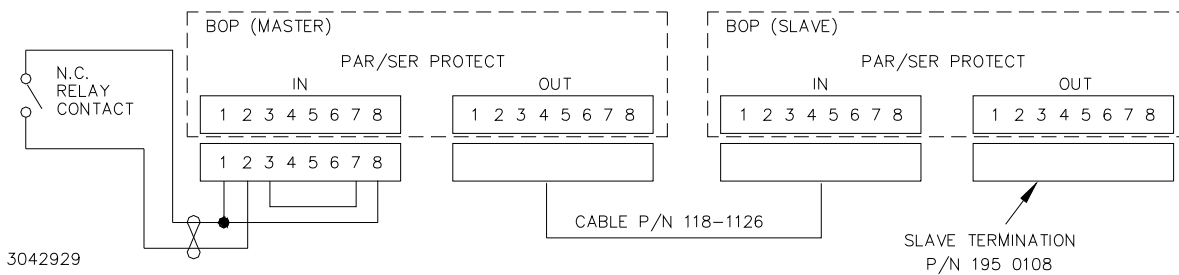 BOP (MASTER)
BOP (SLAVE)
PAR/SER PROTECT
PAR/SER PROTECT
N.C.
RELAY
CONTACT
IN
OUT
IN
OUT
1 2 3 4 5 6 7 8
1 2 3 4 5 6 7 8
1 2 3 4 5 6 7 8
1 2 3 4 5 6 7 8
1 2 3 4 5 6 7 8
CABLE P/N 118-1126
SLAVE TERMINATION
P/N 195 0108
3042929